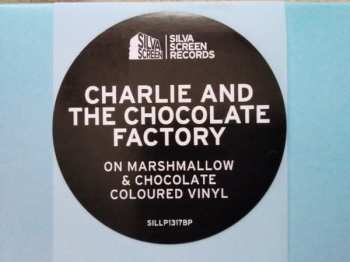 SILVA
SCREEN
SILVA
SCREEN
RECORDS
CHARLIE AND
THE CHOCOLATE
FACTORY
ON MARSHMALLOW
& CHOCOLATE
COLOURED VINYL
SILLP1317BP